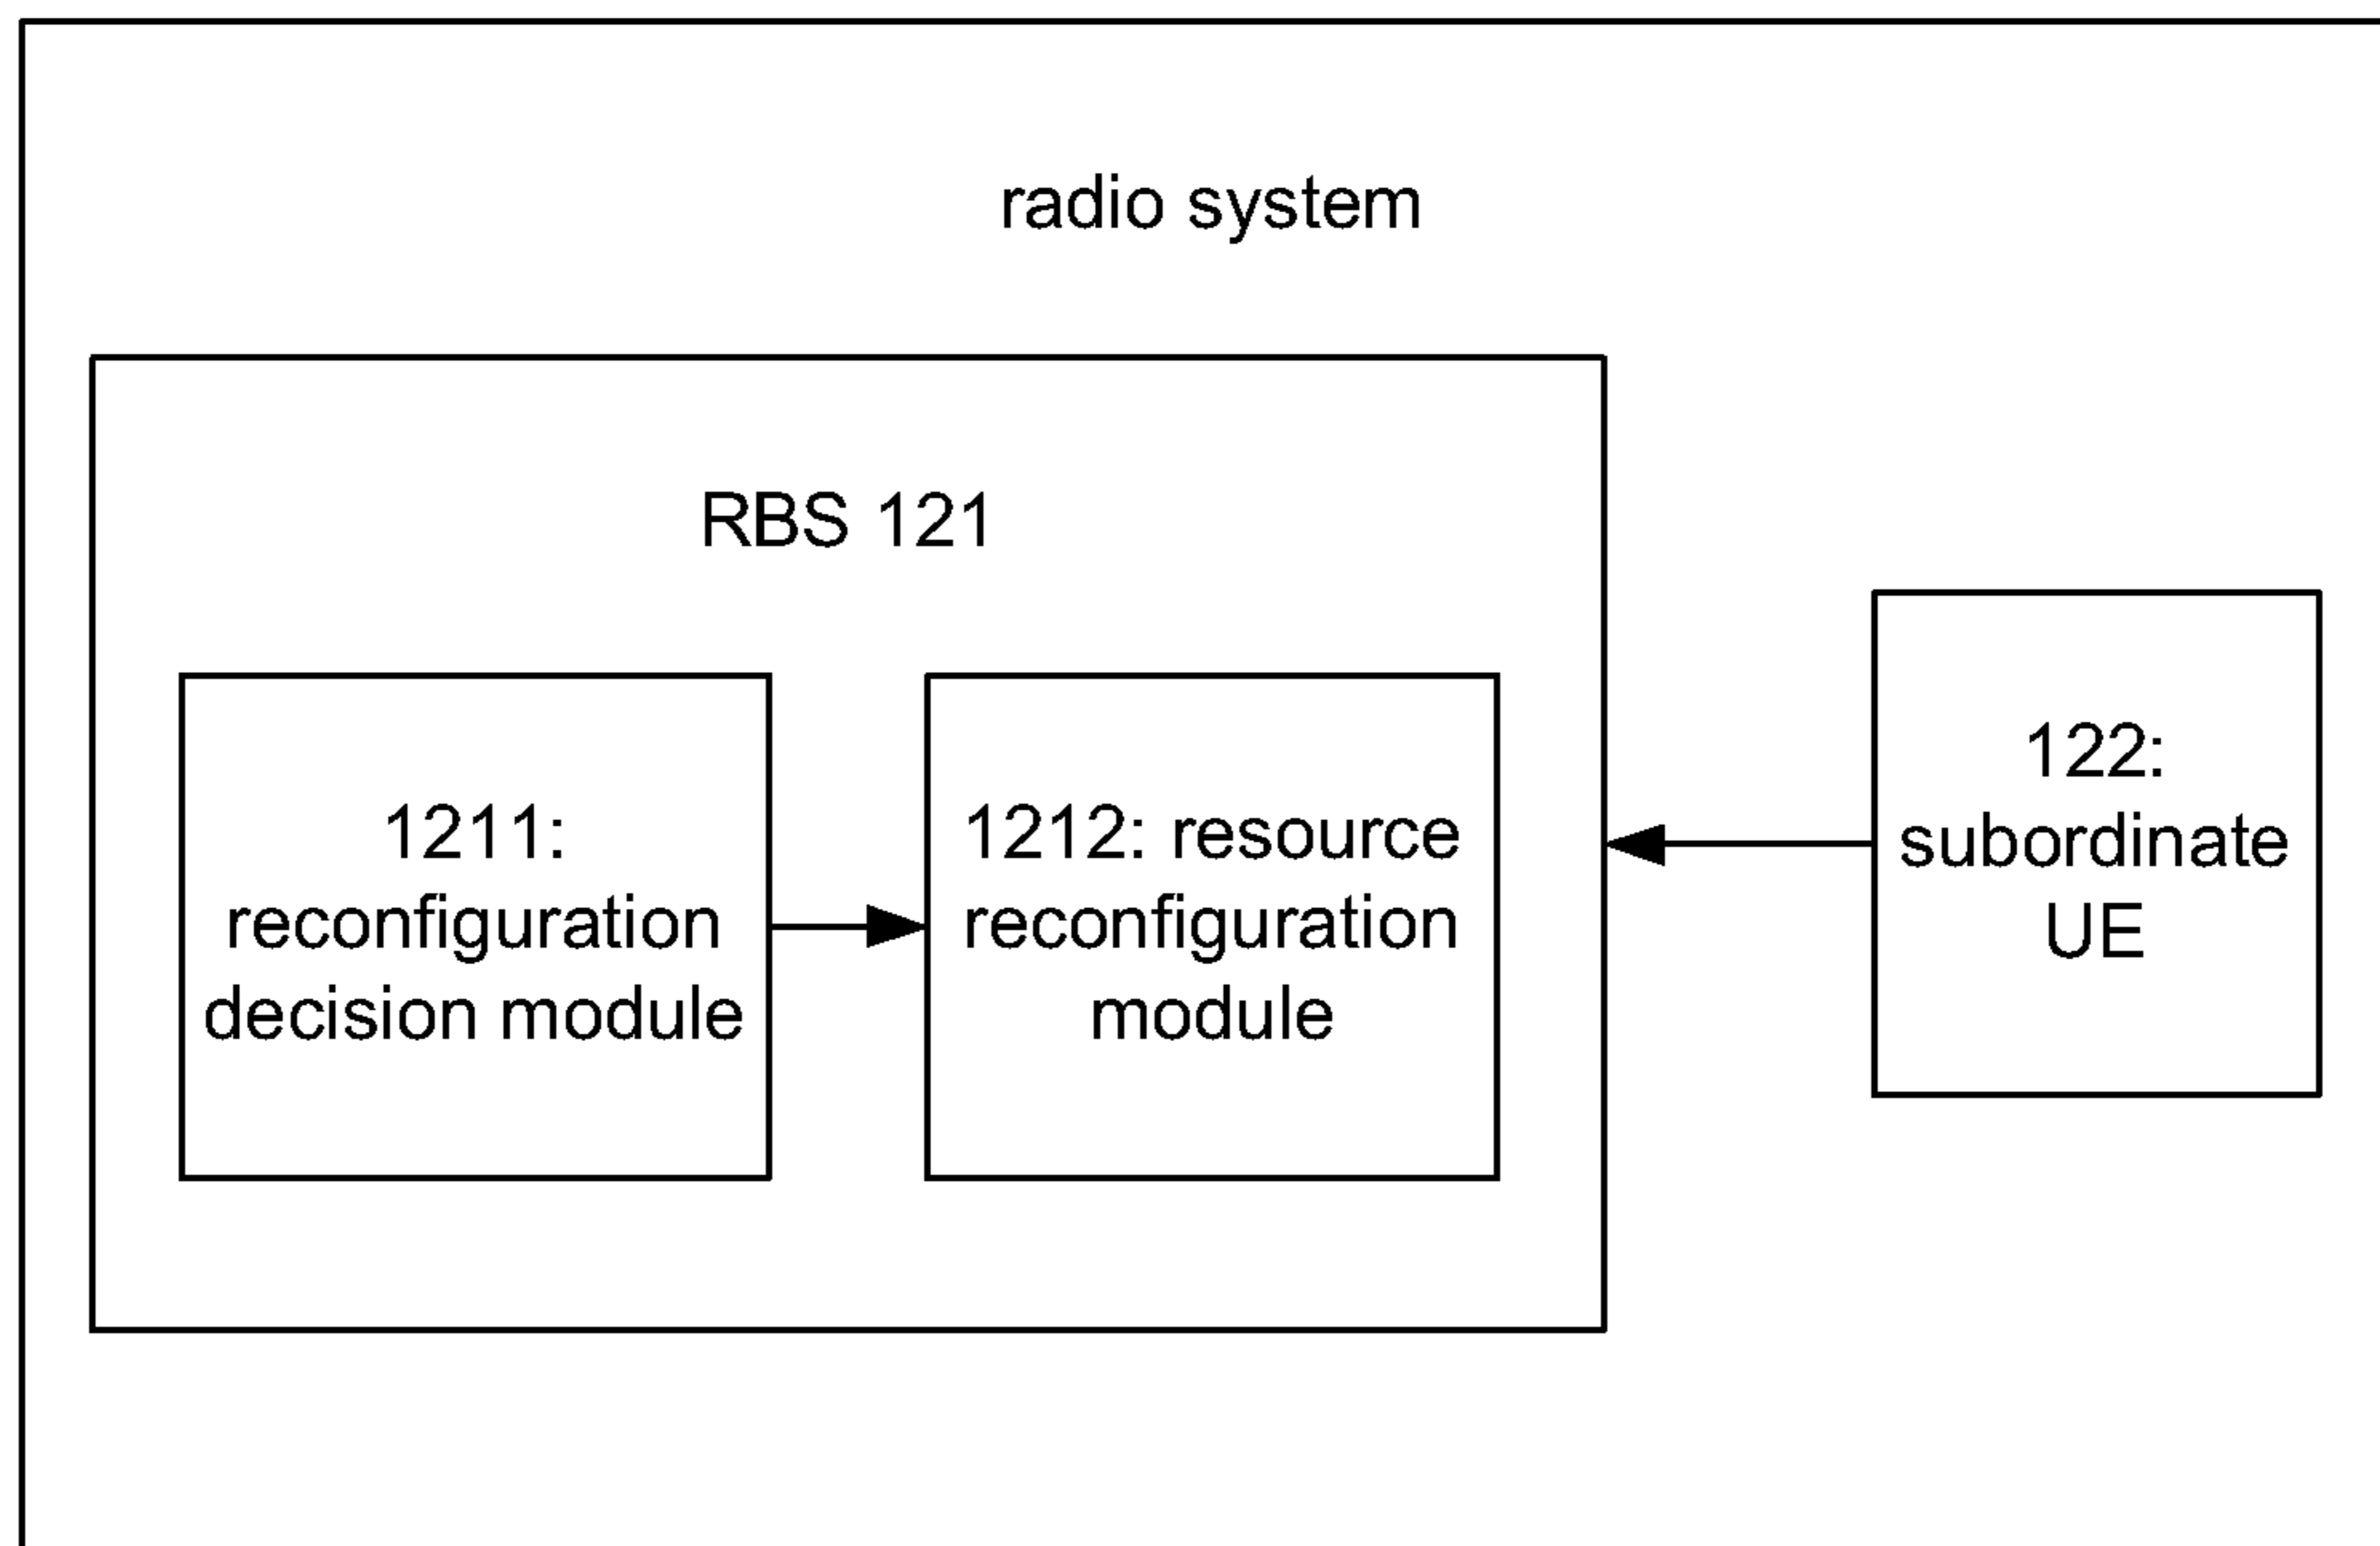 radio system
RBS 121
1211:
reconfiguration
decision module
1212: resource
reconfiguration
module
122:
subordinate
UE